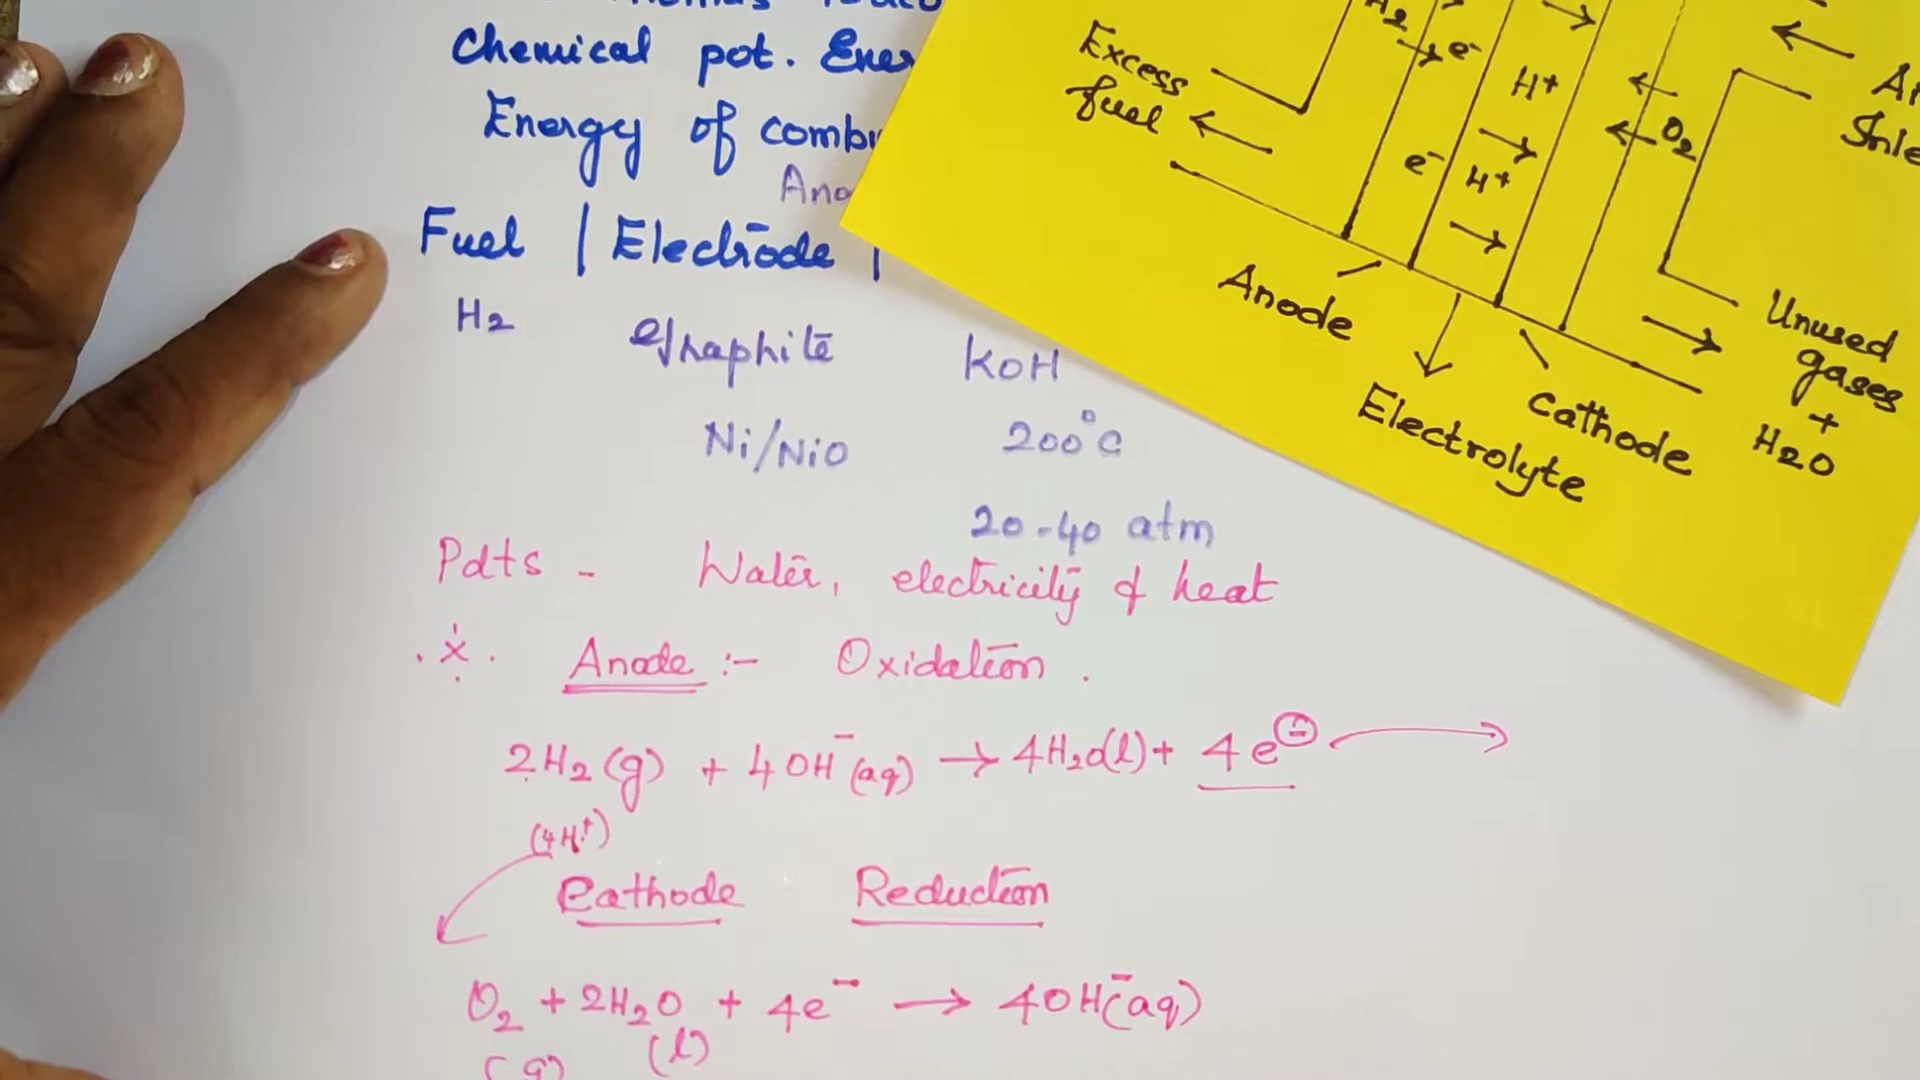 Chemical pot. Ener
Energy of comb
Ano
Fuel | Electrode |
H2 Graphite KOH
Ni/NiO 200°C
20-40 atm
Pdts - Water, electricity & heat
Anode :- Oxidation.
2H2(g) + 4OH⁻(aq) → 4H2O(l) + 4e⊖ →
(4H⁺)
Cathode Reduction
O2 + 2H2O + 4e⁻ → 4OH⁻(aq)
(g) (l)
H2 → e⁻ →
Excess
fuel ←
H+
→
←
← O2
e⁻ H+
→
←
Inle
Anode
Electrolyte
Cathode
→ Unused
gases
+
H2O